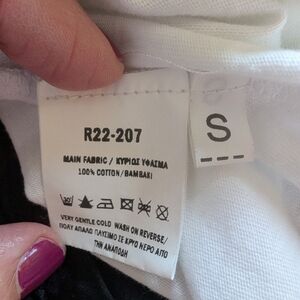 R22-207
S
MAIN FABRIC / ΚΥΡΙΩΣ ΥΦΑΣΜΑ
100% COTTON/ΒΑΜΒΑΚΙ
VERY GENTLE COLD WASH ON REVERSE/
ΠΟΛΥ ΑΠΑΛΟ ΠΛΥΣΙΜΟ ΣΕ ΚΡΥΟ ΝΕΡΟ ΑΠΟ
ΤΗΝ ΑΝΑΠΟΔΗ